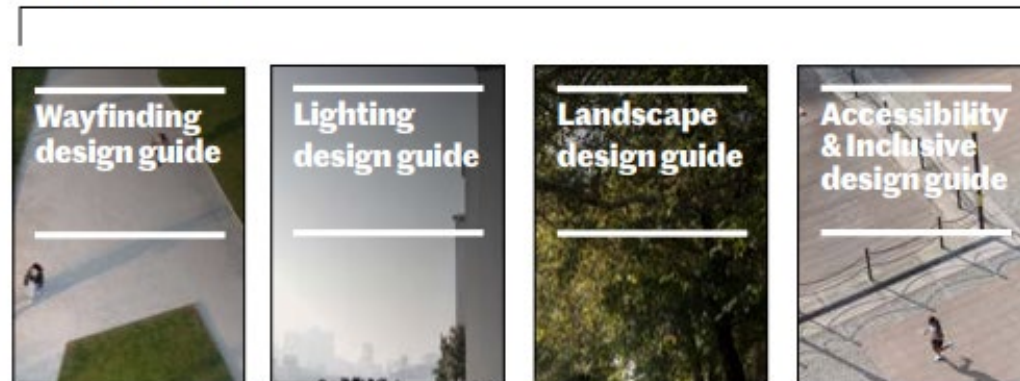 Wayfinding
design guide
Lighting
design guide
Landscape
design guide
Accessibility
& Inclusive
design guide